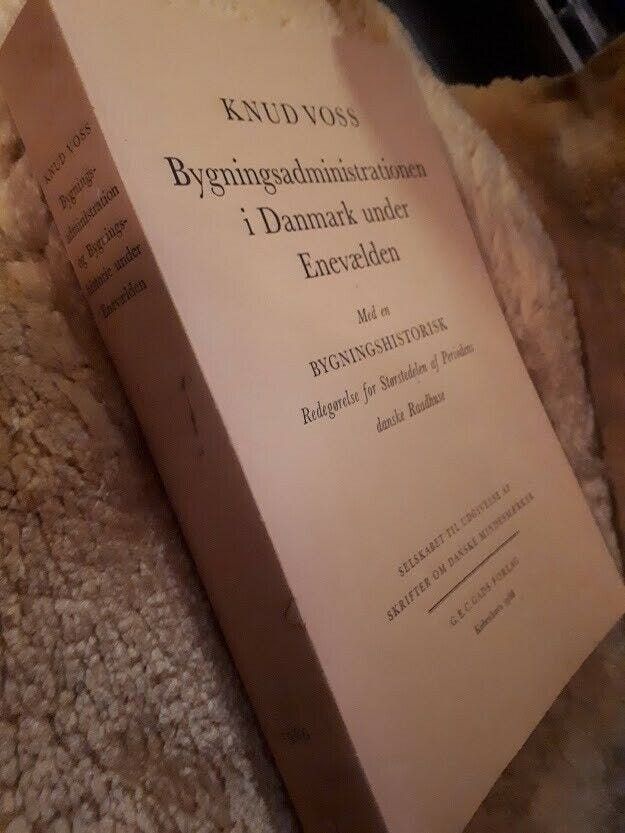 KNUD VOSS
Bygningsadministrationen
i Danmark under
Enevælden
Med en
BYGNINGSHISTORISK
Redegørelse for Størstedelen af Periodens
danske Raadhuse
SELSKABET TIL UDGIVELSE AF
SKRIFTER OM DANSKE MINDESMÆRKER
G. E. C. GADS FORLAG
København
KNUD VOSS
Bygnings-
administration
og Bygnings-
historie under
Enevælden